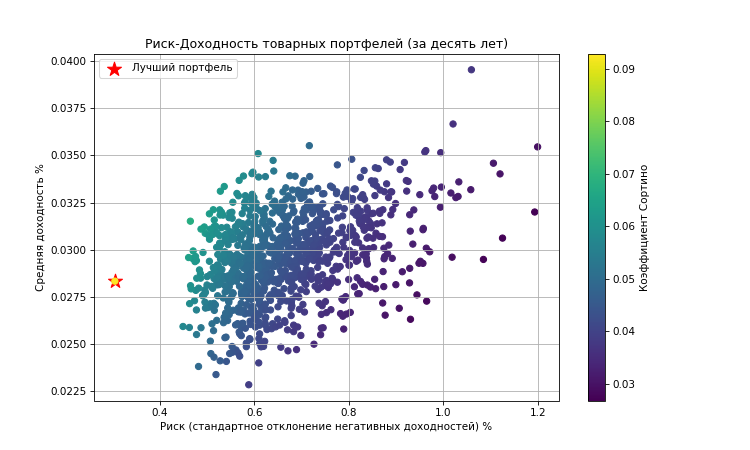 Риск-Доходность товарных портфелей (за десять лет)
Лучший портфель
Средняя доходность %
0.0400
0.0375
0.0350
0.0325
0.0300
0.0275
0.0250
0.0225
0.4 0.6 0.8 1.0 1.2
Риск (стандартное отклонение негативных доходностей) %
0.09
0.08
0.07
0.06
0.05
0.04
0.03
Коэффициент Сортино